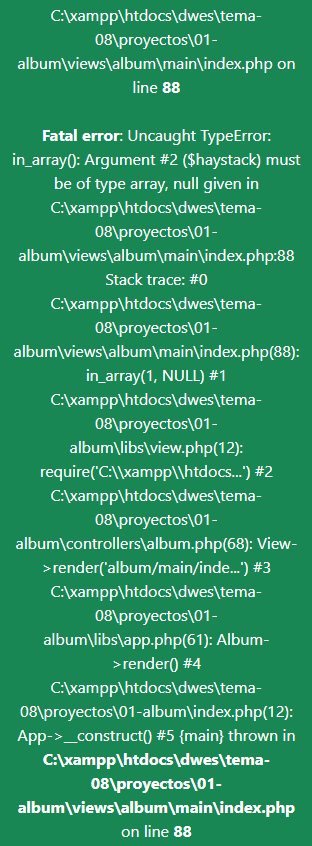 C:\xampp\htdocs\dwes\tema-
08\proyectos\01-
album\views\album\main\index.php on
line 88
Fatal error: Uncaught TypeError:
in_array(): Argument #2 ($haystack) must
be of type array, null given in
C:\xampp\htdocs\dwes\tema-
08\proyectos\01-
album\views\album\main\index.php:88
Stack trace: #0
C:\xampp\htdocs\dwes\tema-
08\proyectos\01-
album\views\album\main\index.php(88):
in_array(1, NULL) #1
C:\xampp\htdocs\dwes\tema-
08\proyectos\01-
album\libs\view.php(12):
require('C:\\xampp\\htdocs...') #2
C:\xampp\htdocs\dwes\tema-
08\proyectos\01-
album\controllers\album.php(68): View-
>render('album/main/inde...') #3
C:\xampp\htdocs\dwes\tema-
08\proyectos\01-
album\libs\app.php(61): Album-
>render() #4
C:\xampp\htdocs\dwes\tema-
08\proyectos\01-album\index.php(12):
App->__construct() #5 {main} thrown in
C:\xampp\htdocs\dwes\tema-
08\proyectos\01-
album\views\album\main\index.php
on line 88